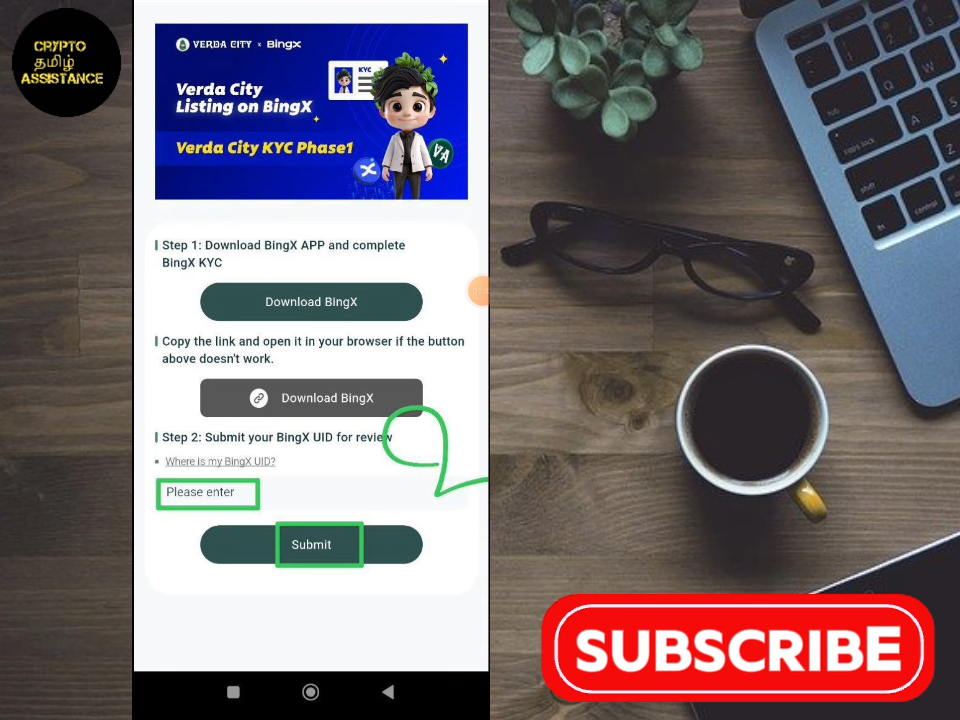 CRYPTO
தமிழ்
ASSISTANCE
VERDA CITY × BingX
KYC
Verda City
Listing on BingX
Verda City KYC Phase1
Step 1: Download BingX APP and complete
BingX KYC
Download BingX
Copy the link and open it in your browser if the button
above doesn't work.
Download BingX
Step 2: Submit your BingX UID for review
Where is my BingX UID?
Please enter
Submit
SUBSCRIBE